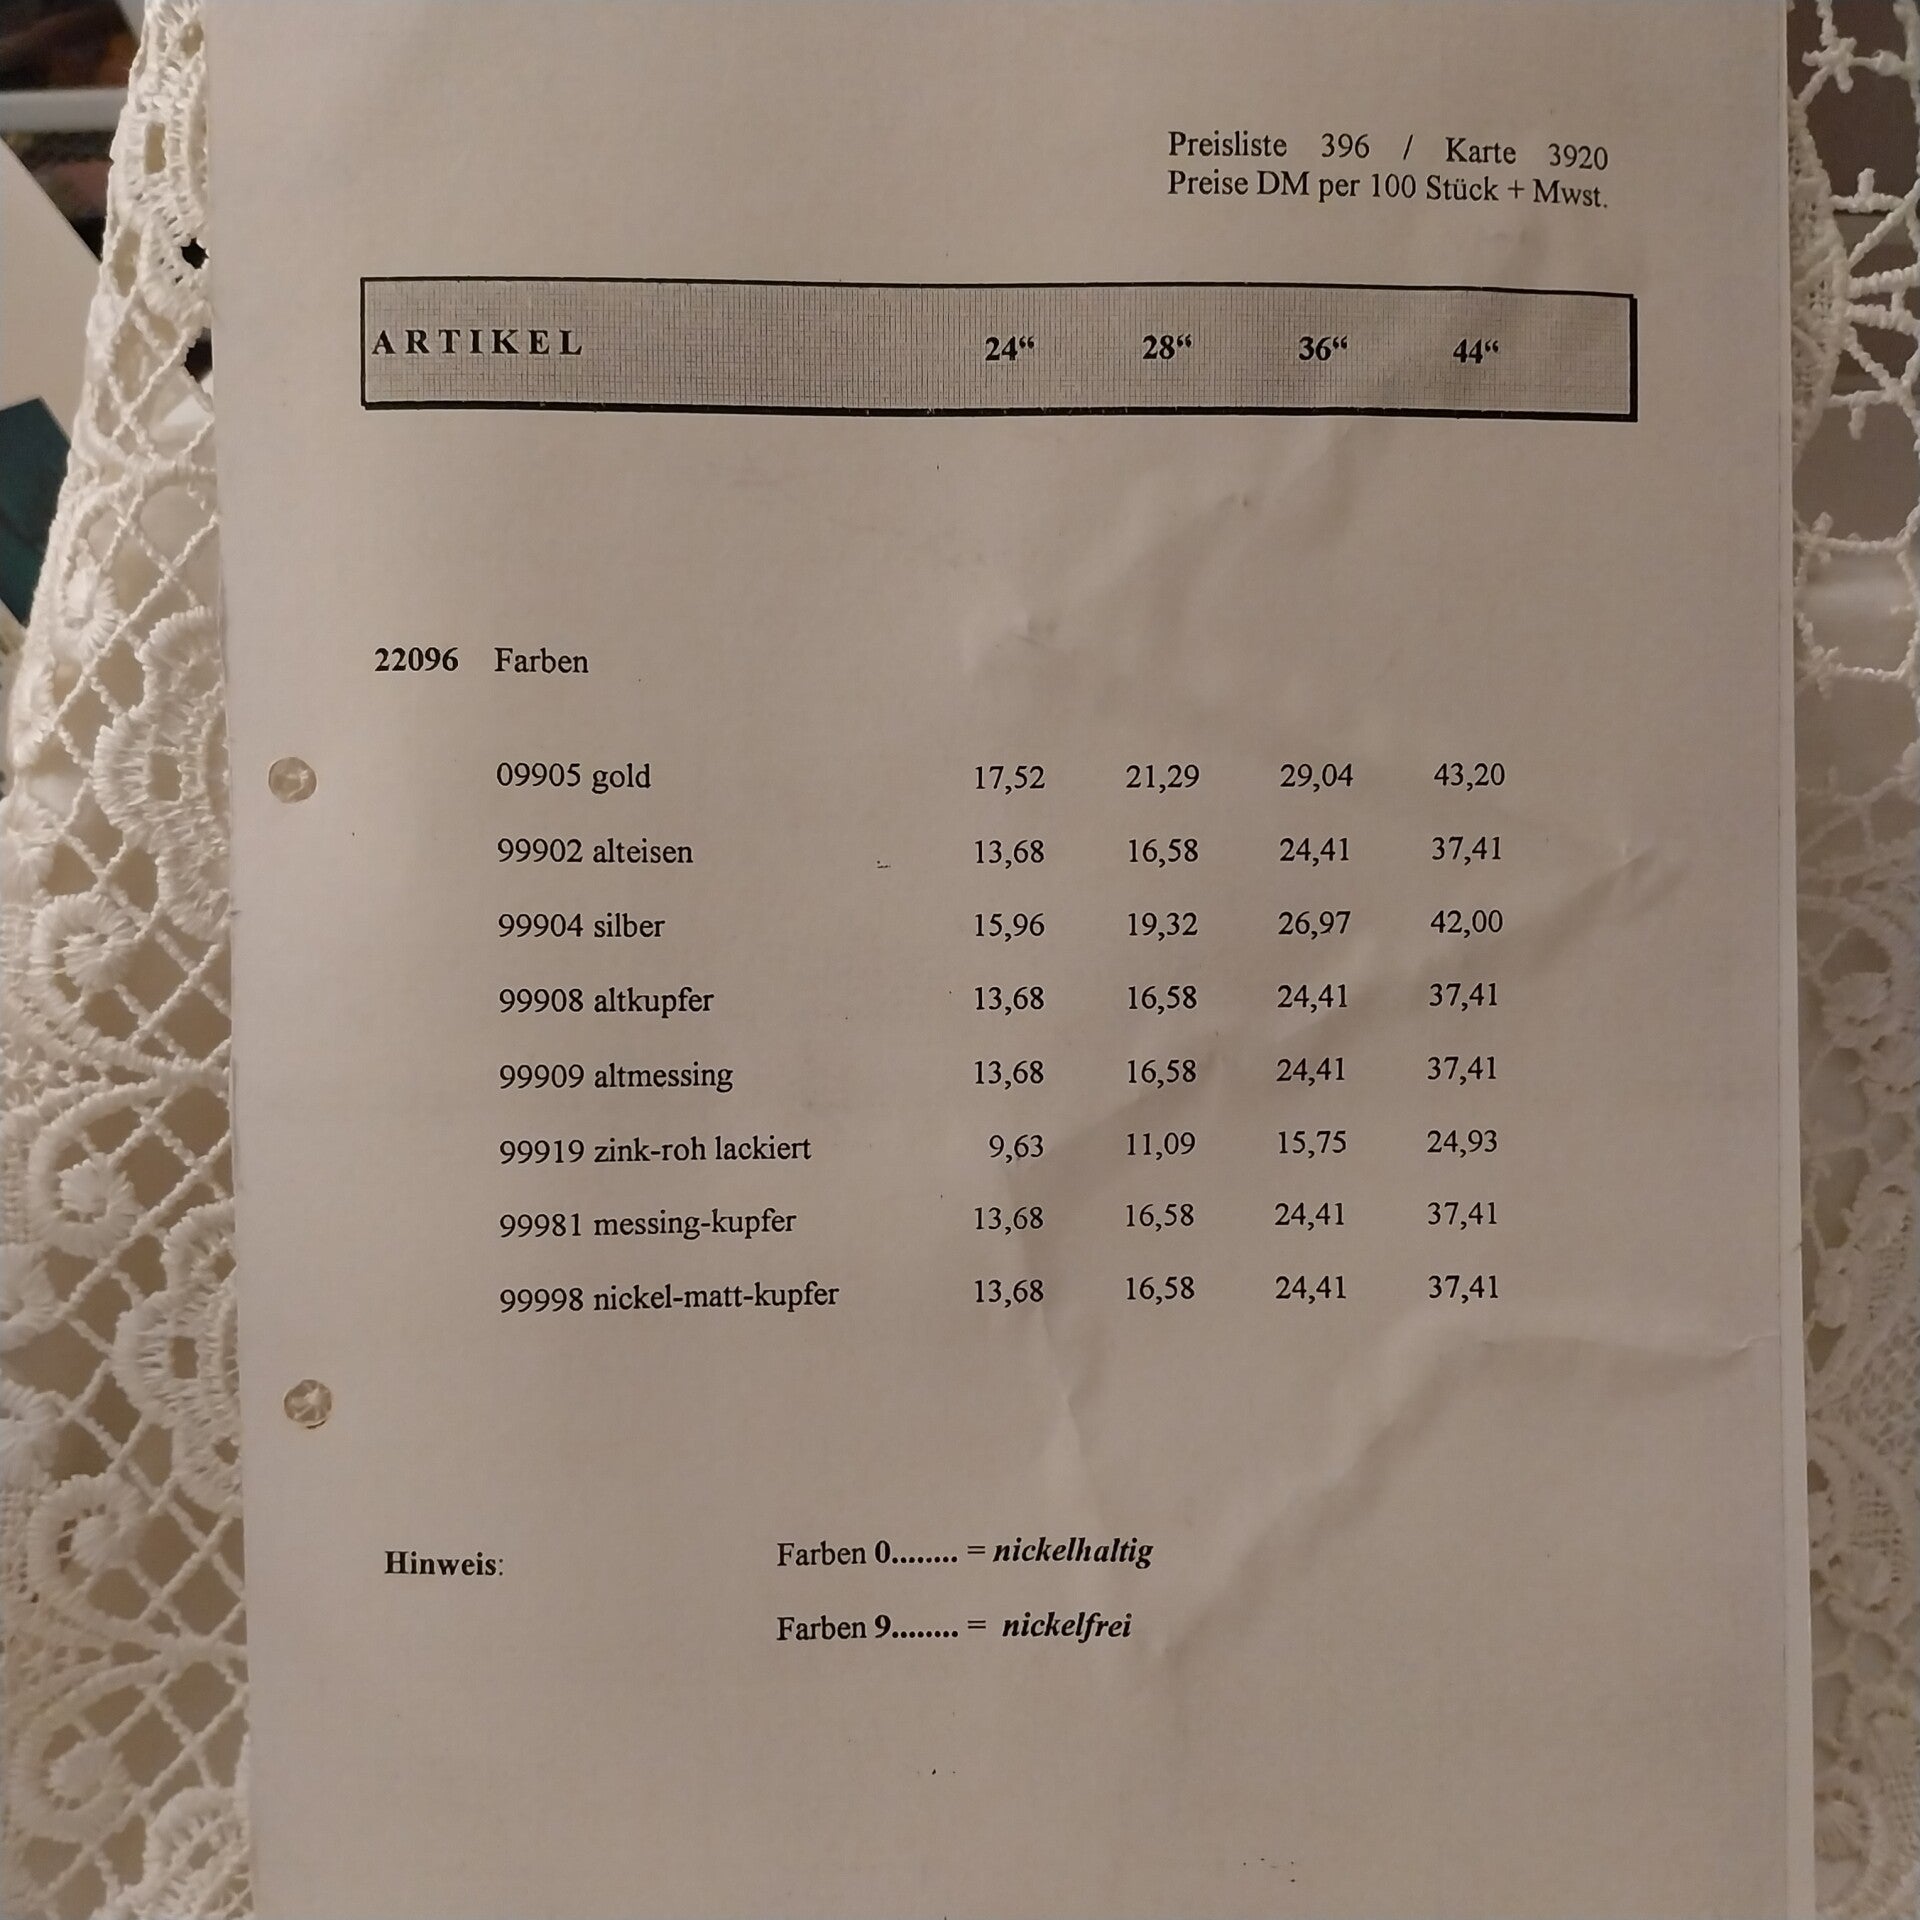 Preisliste 396 / Karte 3920
Preise DM per 100 Stück + Mwst.
ARTIKEL 24“ 28“ 36“ 44“
22096 Farben
09905 gold 17,52 21,29 29,04 43,20
99902 alteisen 13,68 16,58 24,41 37,41
99904 silber 15,96 19,32 26,97 42,00
99908 altkupfer 13,68 16,58 24,41 37,41
99909 altmessing 13,68 16,58 24,41 37,41
99919 zink-roh lackiert 9,63 11,09 15,75 24,93
99981 messing-kupfer 13,68 16,58 24,41 37,41
99998 nickel-matt-kupfer 13,68 16,58 24,41 37,41
Hinweis: Farben 0........ = nickelhaltig
Farben 9........ = nickelfrei